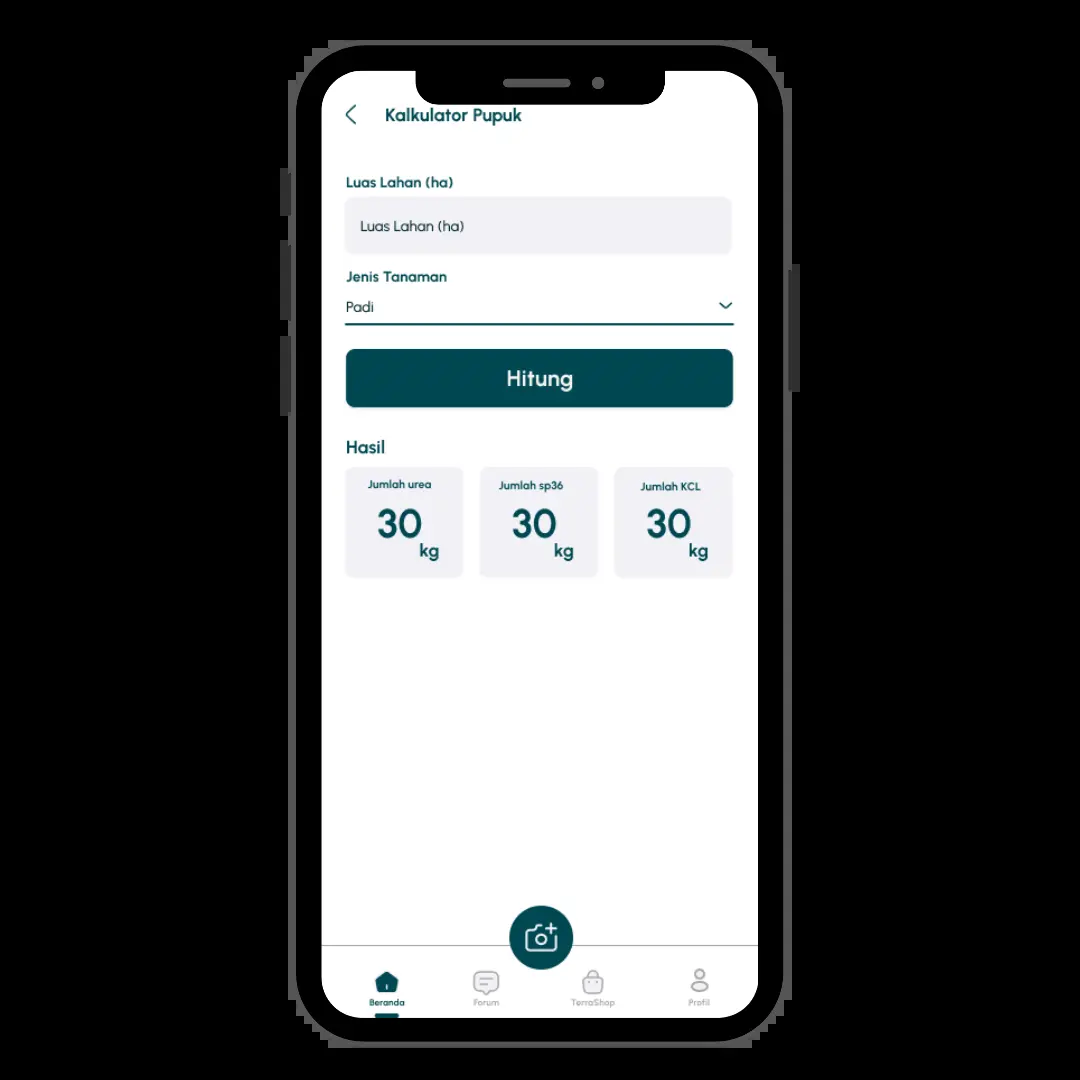 Kalkulator Pupuk
Luas Lahan (ha)
Luas Lahan (ha)
Jenis Tanaman
Padi
Hitung
Hasil
Jumlah urea
30
kg
Jumlah sp36
30
kg
Jumlah KCL
30
kg
Beranda
Forum
TerraShop
Profil